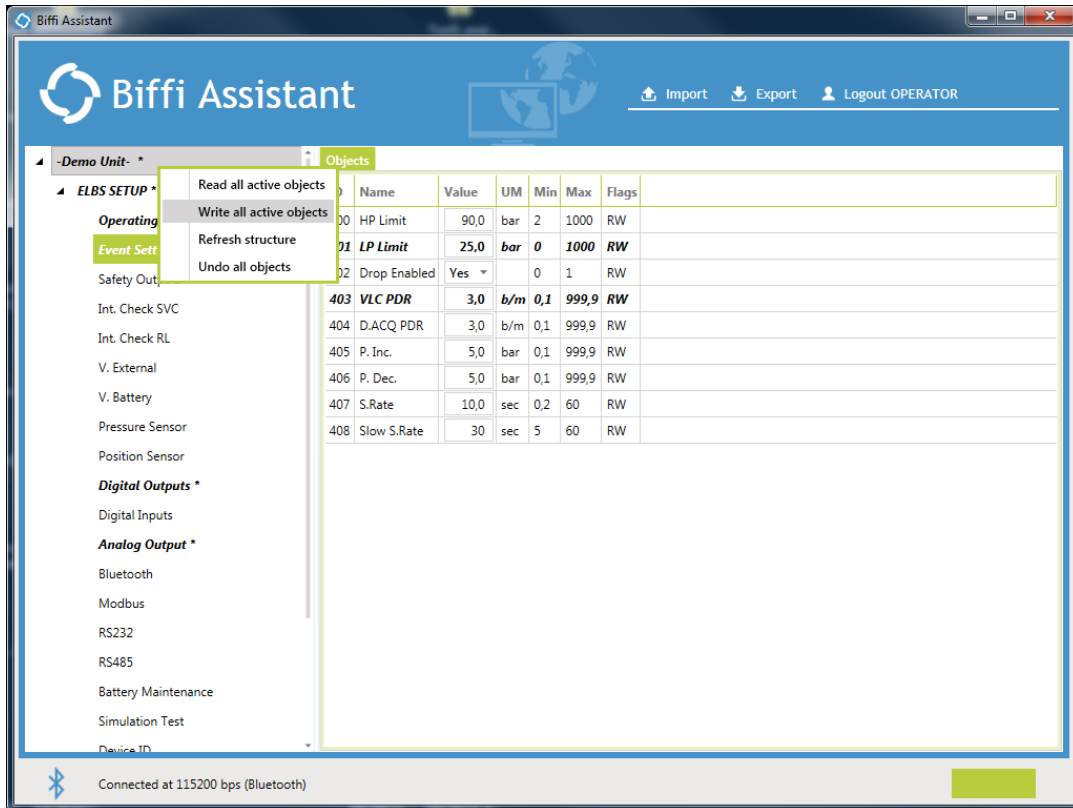 Biffi Assistant
Biffi Assistant
Import Export Logout OPERATOR
-Demo Unit- *
ELBS SETUP *
Operating
Event Sett
Safety Out
Int. Check SVC
Int. Check RL
V. External
V. Battery
Pressure Sensor
Position Sensor
Digital Outputs *
Digital Inputs
Analog Output *
Bluetooth
Modbus
RS232
RS485
Battery Maintenance
Simulation Test
Device ID
Read all active objects
Write all active objects
Refresh structure
Undo all objects
Objects
Name Value UM Min Max Flags
00 HP Limit 90,0 bar 2 1000 RW
01 LP Limit 25,0 bar 0 1000 RW
02 Drop Enabled Yes 0 1 RW
403 VLC PDR 3,0 b/m 0,1 999,9 RW
404 D.ACQ PDR 3,0 b/m 0,1 999,9 RW
405 P. Inc. 5,0 bar 0,1 999,9 RW
406 P. Dec. 5,0 bar 0,1 999,9 RW
407 S.Rate 10,0 sec 0,2 60 RW
408 Slow S.Rate 30 sec 5 60 RW
Connected at 115200 bps (Bluetooth)